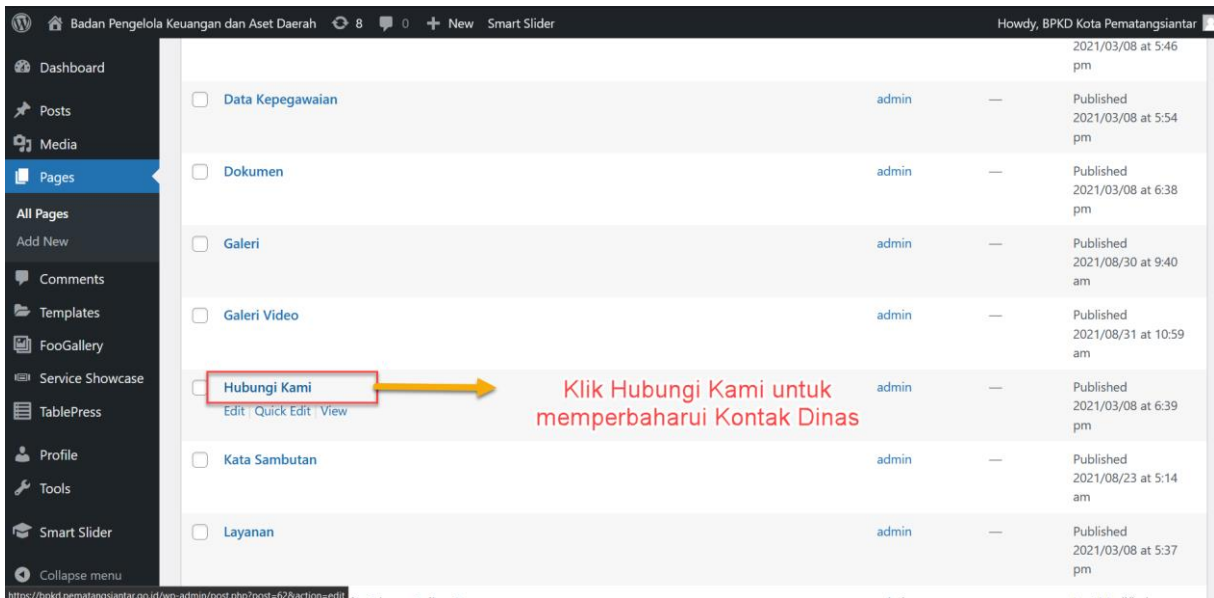 Badan Pengelola Keuangan dan Aset Daerah 8 0 New Smart Slider Howdy, BPKD Kota Pematangsiantar
Dashboard
Posts
Media
Pages
All Pages
Add New
Comments
Templates
FooGallery
Service Showcase
TablePress
Profile
Tools
Smart Slider
Collapse menu
2021/03/08 at 5:46
pm
Data Kepegawaian admin — Published
2021/03/08 at 5:54
pm
Dokumen admin — Published
2021/03/08 at 6:38
pm
Galeri admin — Published
2021/08/30 at 9:40
am
Galeri Video admin — Published
2021/08/31 at 10:59
am
Hubungi Kami admin — Published
Edit | Quick Edit | View 2021/03/08 at 6:39
pm
Klik Hubungi Kami untuk
memperbaharui Kontak Dinas
Kata Sambutan admin — Published
2021/08/23 at 5:14
am
Layanan admin — Published
2021/03/08 at 5:37
pm
https://bpkd.pematangsiantar.go.id/wp-admin/post.php?post=62&action=edit